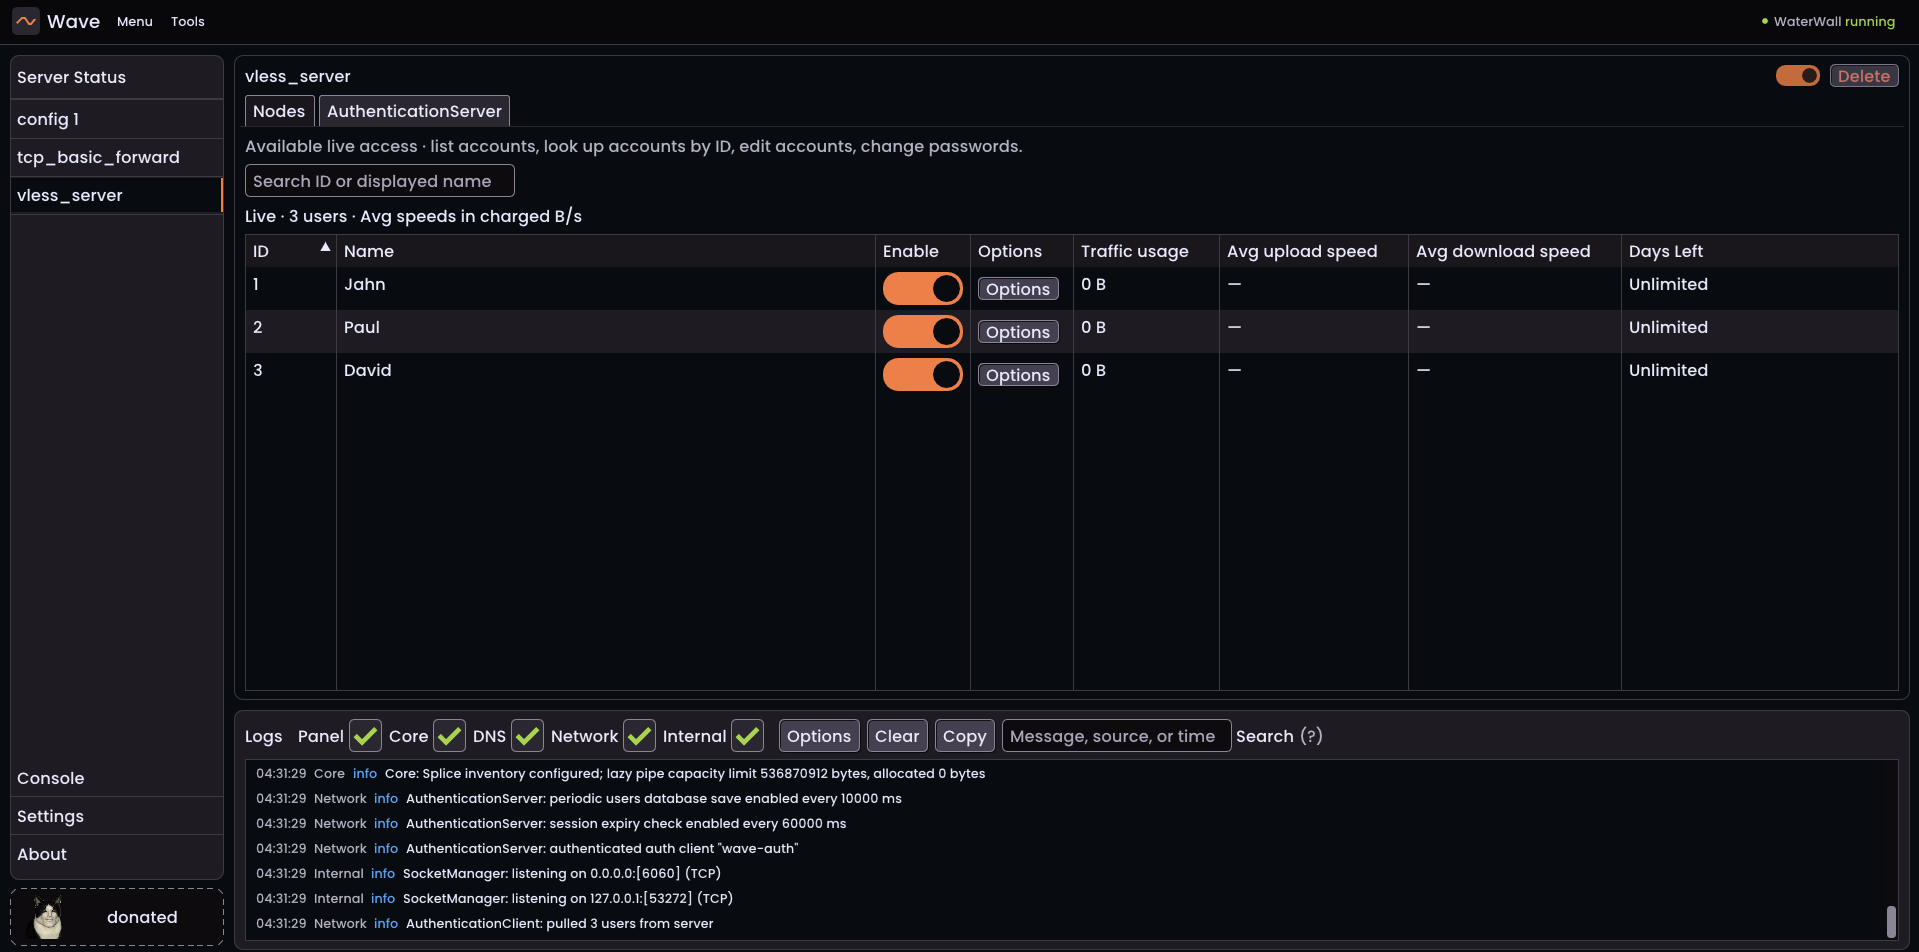 Wave Menu Tools
WaterWall running
Server Status
config 1
tcp_basic_forward
vless_server
Console
Settings
About
donated
vless_server
Delete
Nodes AuthenticationServer
Available live access · list accounts, look up accounts by ID, edit accounts, change passwords.
Search ID or displayed name
Live · 3 users · Avg speeds in charged B/s
ID ▲ Name Enable Options Traffic usage Avg upload speed Avg download speed Days Left
1 Jahn Options 0 B — — Unlimited
2 Paul Options 0 B — — Unlimited
3 David Options 0 B — — Unlimited
Logs Panel Core DNS Network Internal Options Clear Copy Message, source, or time Search (?)
04:31:29 Core info Core: Splice inventory configured; lazy pipe capacity limit 536870912 bytes, allocated 0 bytes
04:31:29 Network info AuthenticationServer: periodic users database save enabled every 10000 ms
04:31:29 Network info AuthenticationServer: session expiry check enabled every 60000 ms
04:31:29 Network info AuthenticationServer: authenticated auth client "wave-auth"
04:31:29 Internal info SocketManager: listening on 0.0.0.0:[6060] (TCP)
04:31:29 Internal info SocketManager: listening on 127.0.0.1:[53272] (TCP)
04:31:29 Network info AuthenticationClient: pulled 3 users from server